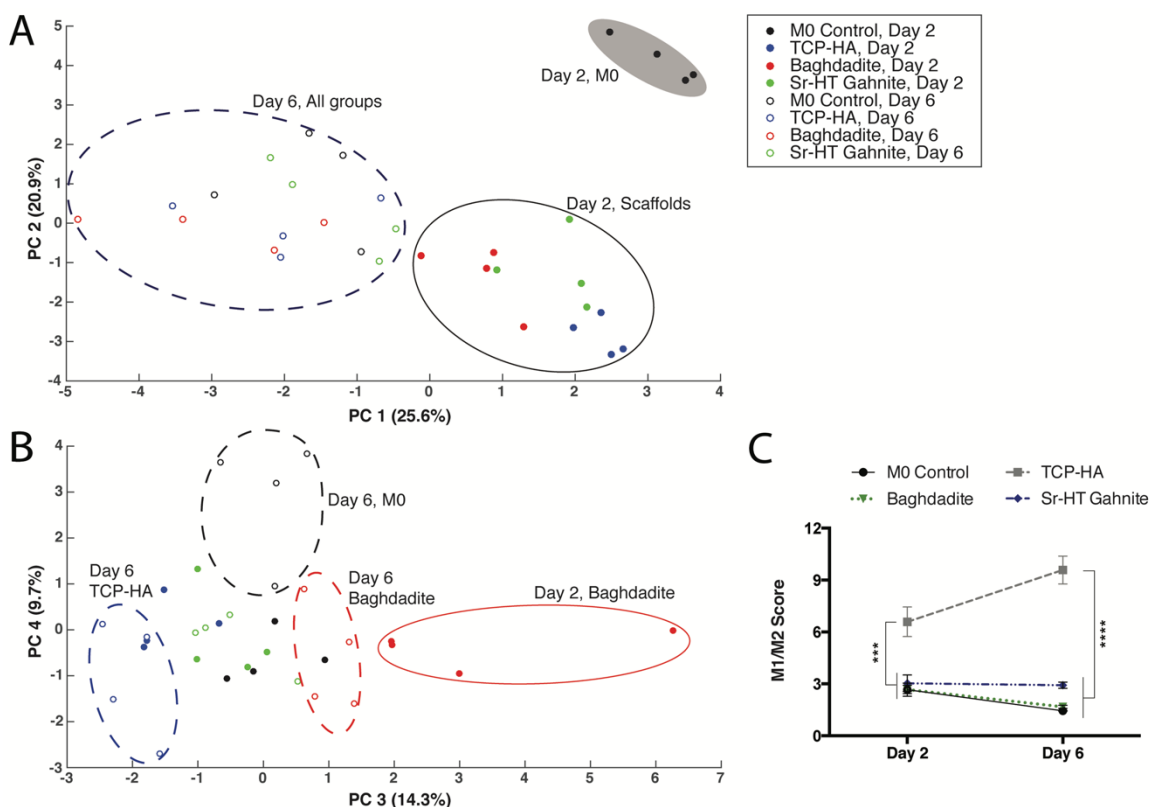 A
5
4
3
2
1
0
-1
-2
-3
-4
-5
-4
-3
-2
-1
0
1
2
3
4
PC 2 (20.9%)
PC 1 (25.6%)
Day 6, All groups
Day 2, M0
Day 2, Scaffolds
M0 Control, Day 2
TCP-HA, Day 2
Baghdadite, Day 2
Sr-HT Gahnite, Day 2
M0 Control, Day 6
TCP-HA, Day 6
Baghdadite, Day 6
Sr-HT Gahnite, Day 6
B
4
3
2
1
0
-1
-2
-3
-3
-2
-1
0
1
2
3
4
5
6
7
PC 4 (9.7%)
PC 3 (14.3%)
Day 6, M0
Day 6
TCP-HA
Day 6
Baghdadite
Day 2, Baghdadite
C
M0 Control
TCP-HA
Baghdadite
Sr-HT Gahnite
12
9
6
3
0
M1/M2 Score
***
****
Day 2
Day 6